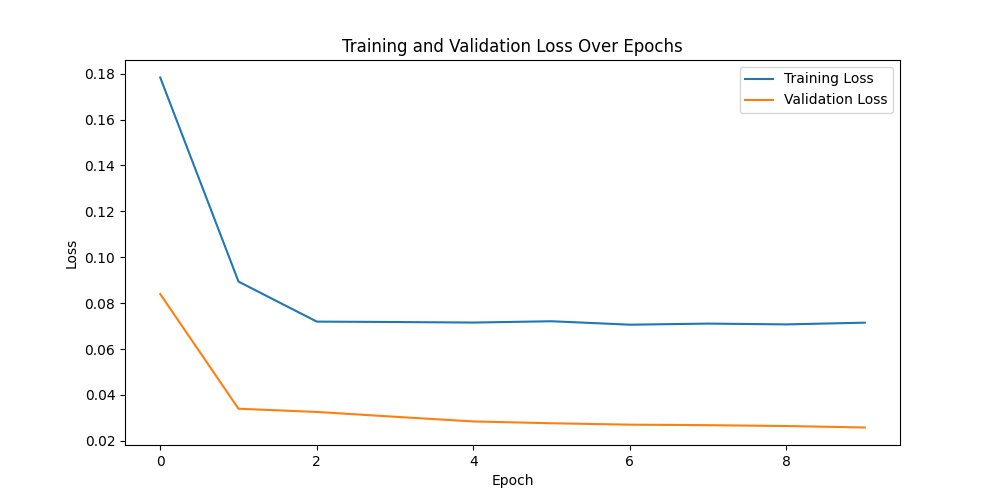 Training and Validation Loss Over Epochs
Training Loss
Validation Loss
0.18
0.16
0.14
0.12
0.10
0.08
0.06
0.04
0.02
Loss
0 2 4 6 8
Epoch